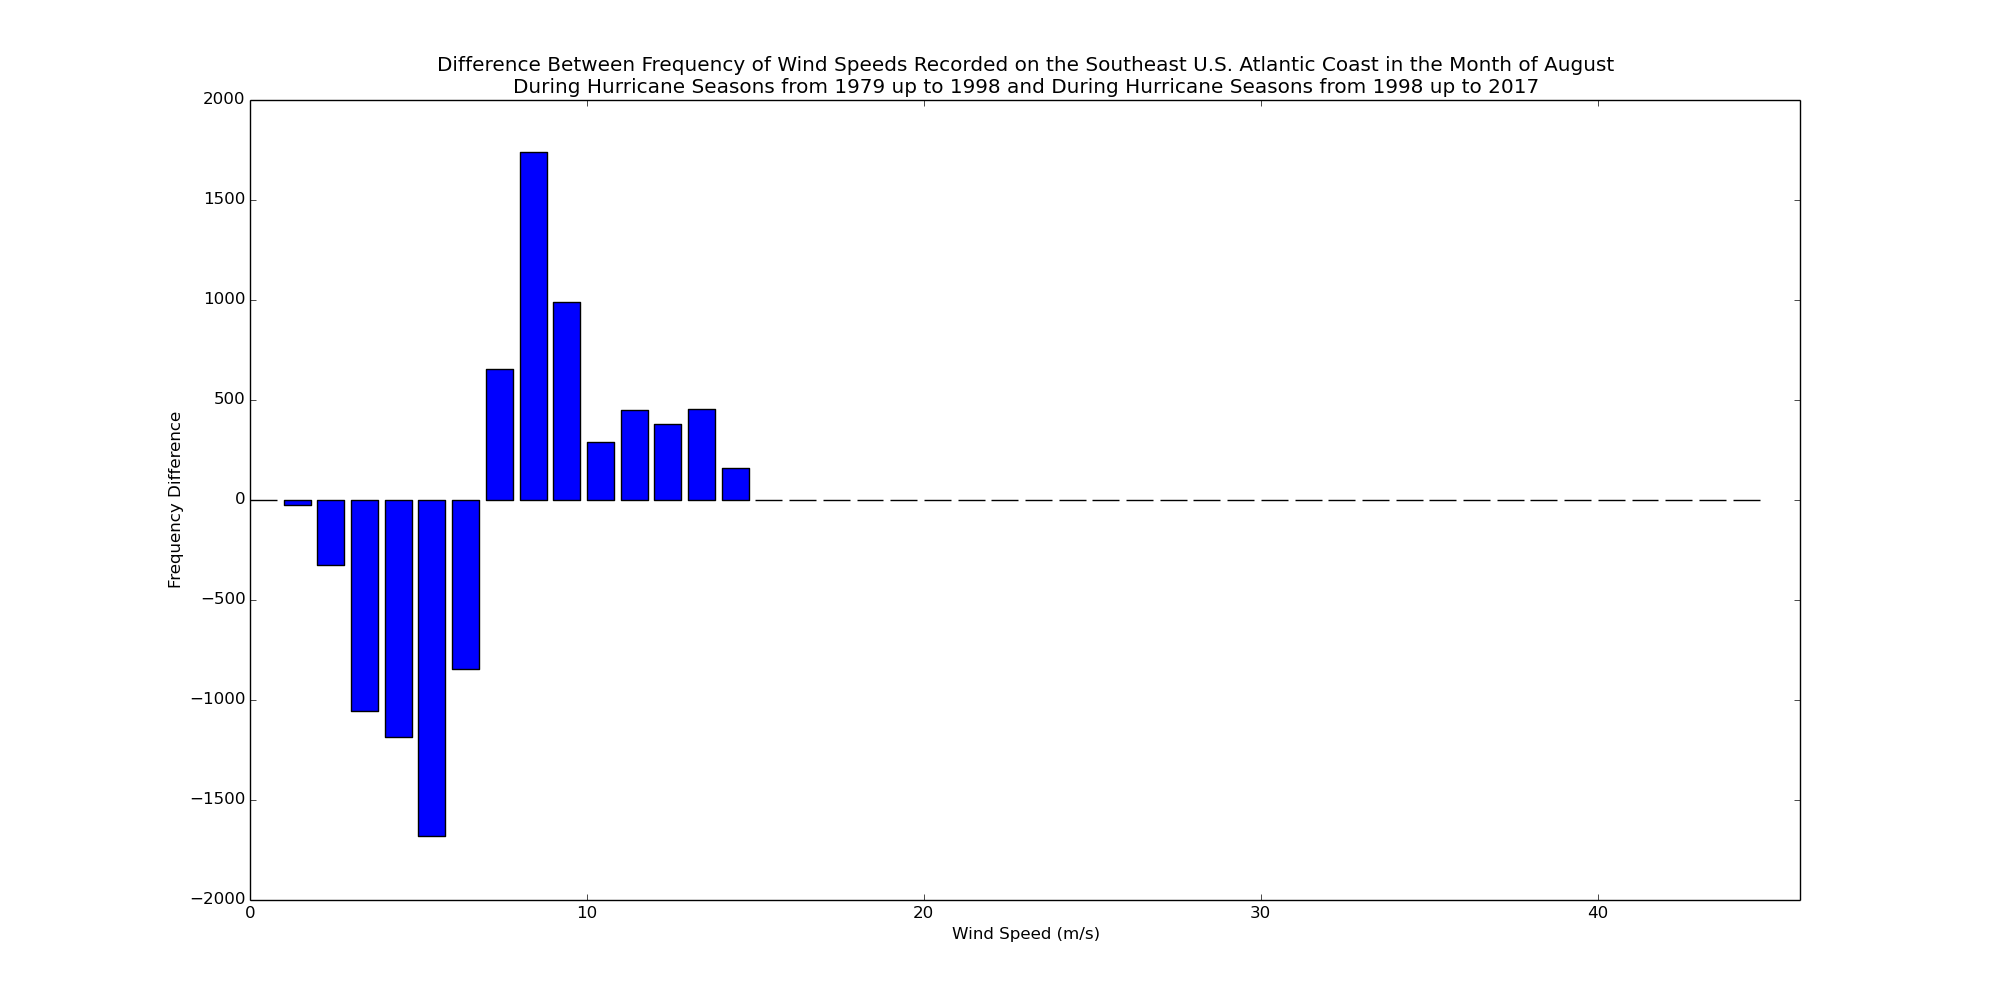 Difference Between Frequency of Wind Speeds Recorded on the Southeast U.S. Atlantic Coast in the Month of August
During Hurricane Seasons from 1979 up to 1998 and During Hurricane Seasons from 1998 up to 2017
2000
1500
1000
500
0
−500
−1000
−1500
−2000
Frequency Difference
0 10 20 30 40
Wind Speed (m/s)